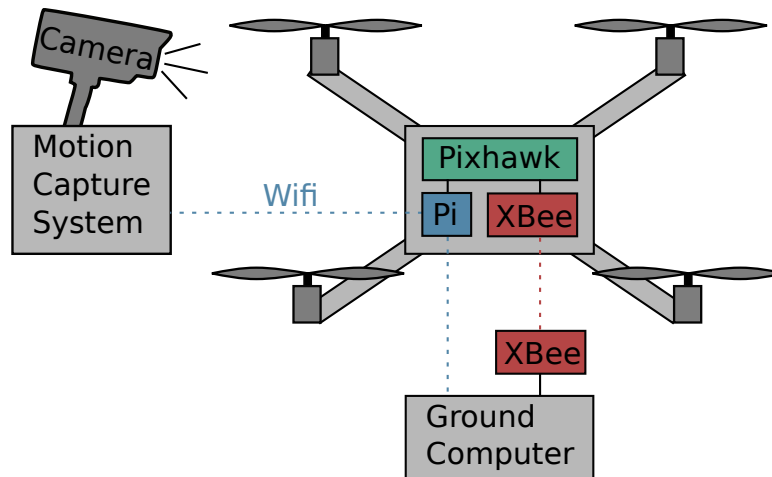 Camera
Motion
Capture
System
Wifi
Pixhawk
Pi
XBee
XBee
Ground
Computer